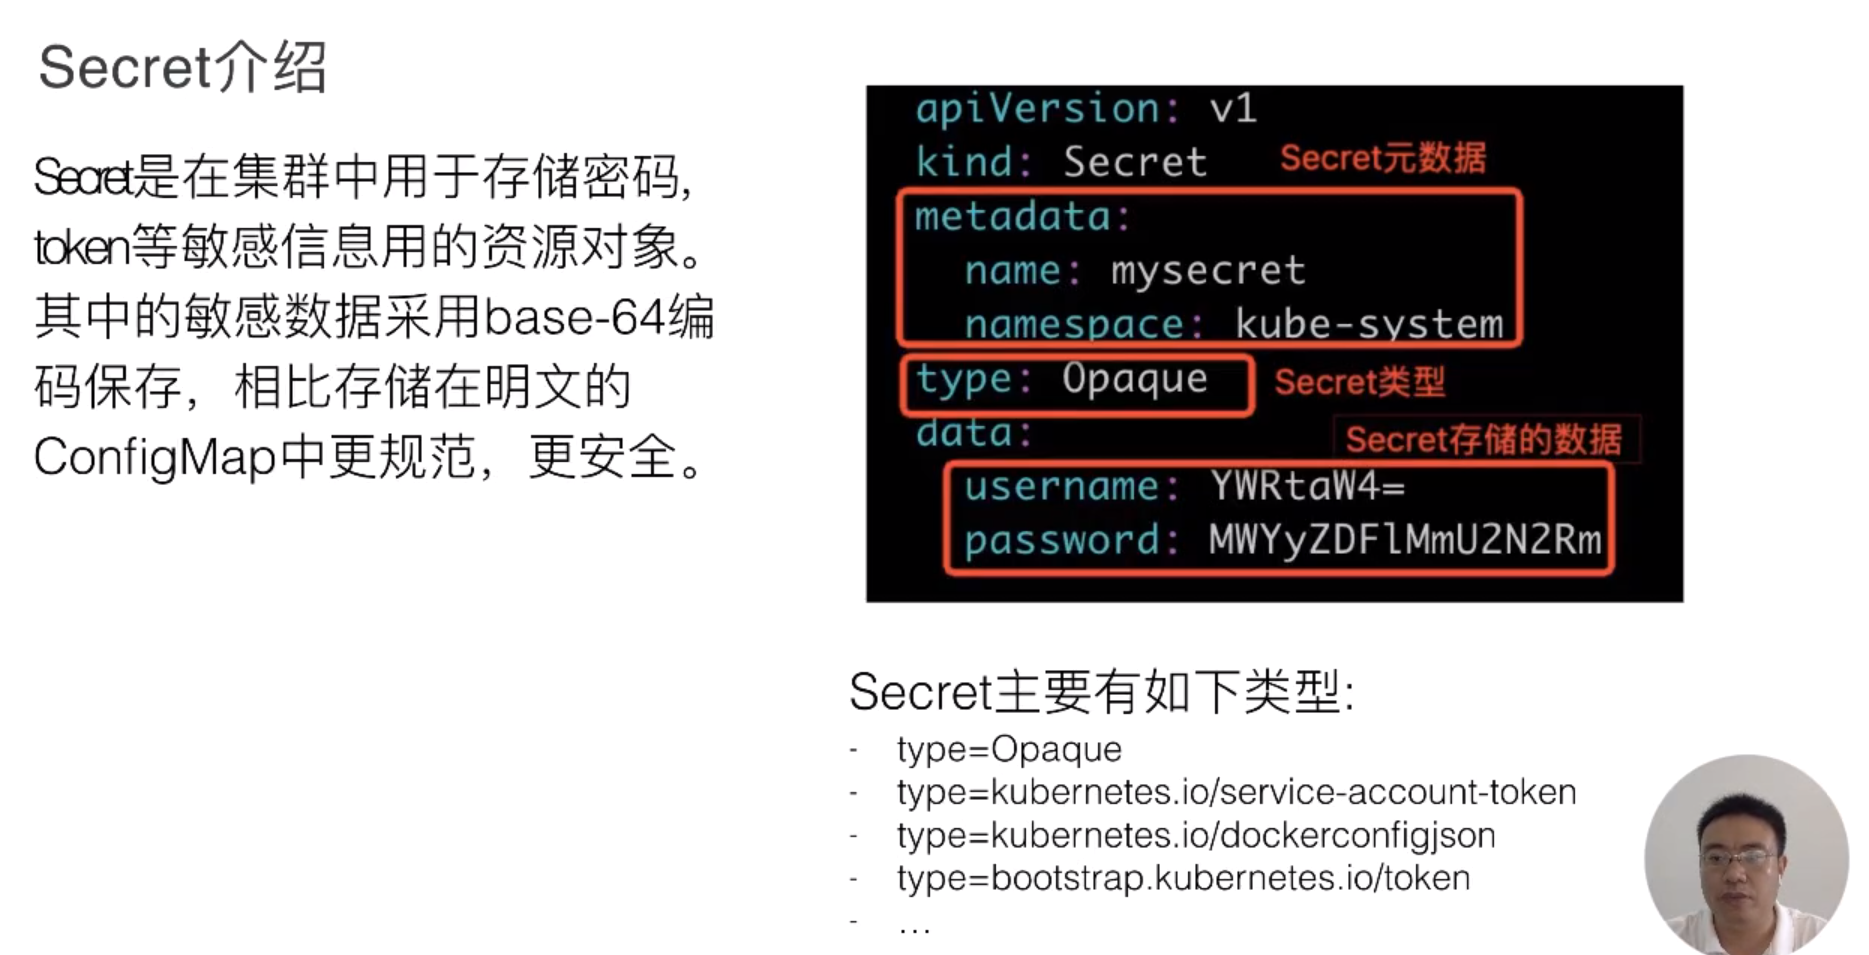 Secret介绍
Secret是在集群中用于存储密码,
token等敏感信息用的资源对象。
其中的敏感数据采用base-64编
码保存，相比存储在明文的
ConfigMap中更规范，更安全。
apiVersion: v1
kind: Secret
Secret元数据
metadata:
name: mysecret
namespace: kube-system
type: Opaque
Secret类型
data:
Secret存储的数据
username: YWRtaW4=
password: MWYyZDFlMmU2N2Rm
Secret主要有如下类型:
- type=Opaque
- type=kubernetes.io/service-account-token
- type=kubernetes.io/dockerconfigjson
- type=bootstrap.kubernetes.io/token
- ...